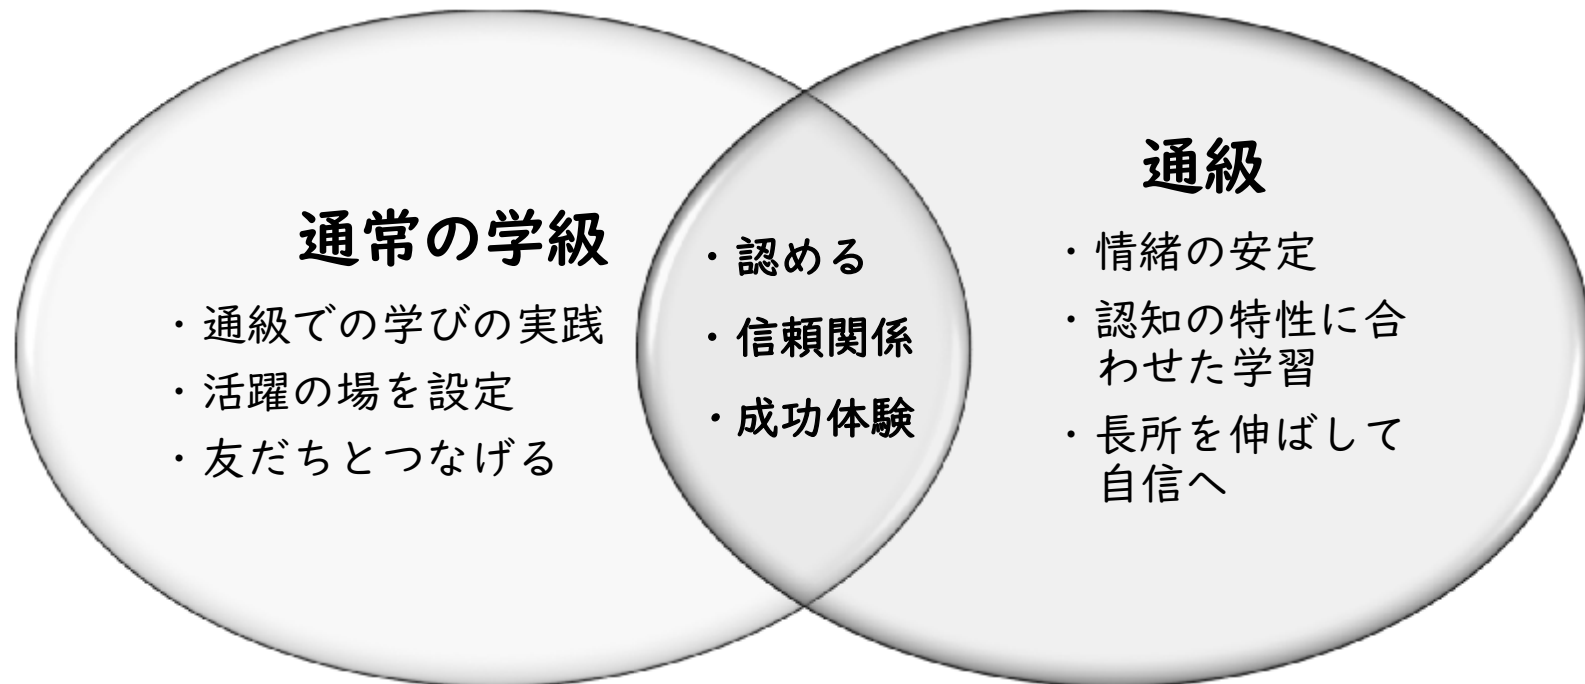 通常の学級
・通級での学びの実践
・活躍の場を設定
・友だちとつなげる
・認める
・信頼関係
・成功体験
通級
・情緒の安定
・認知の特性に合
わせた学習
・長所を伸ばして
自信へ